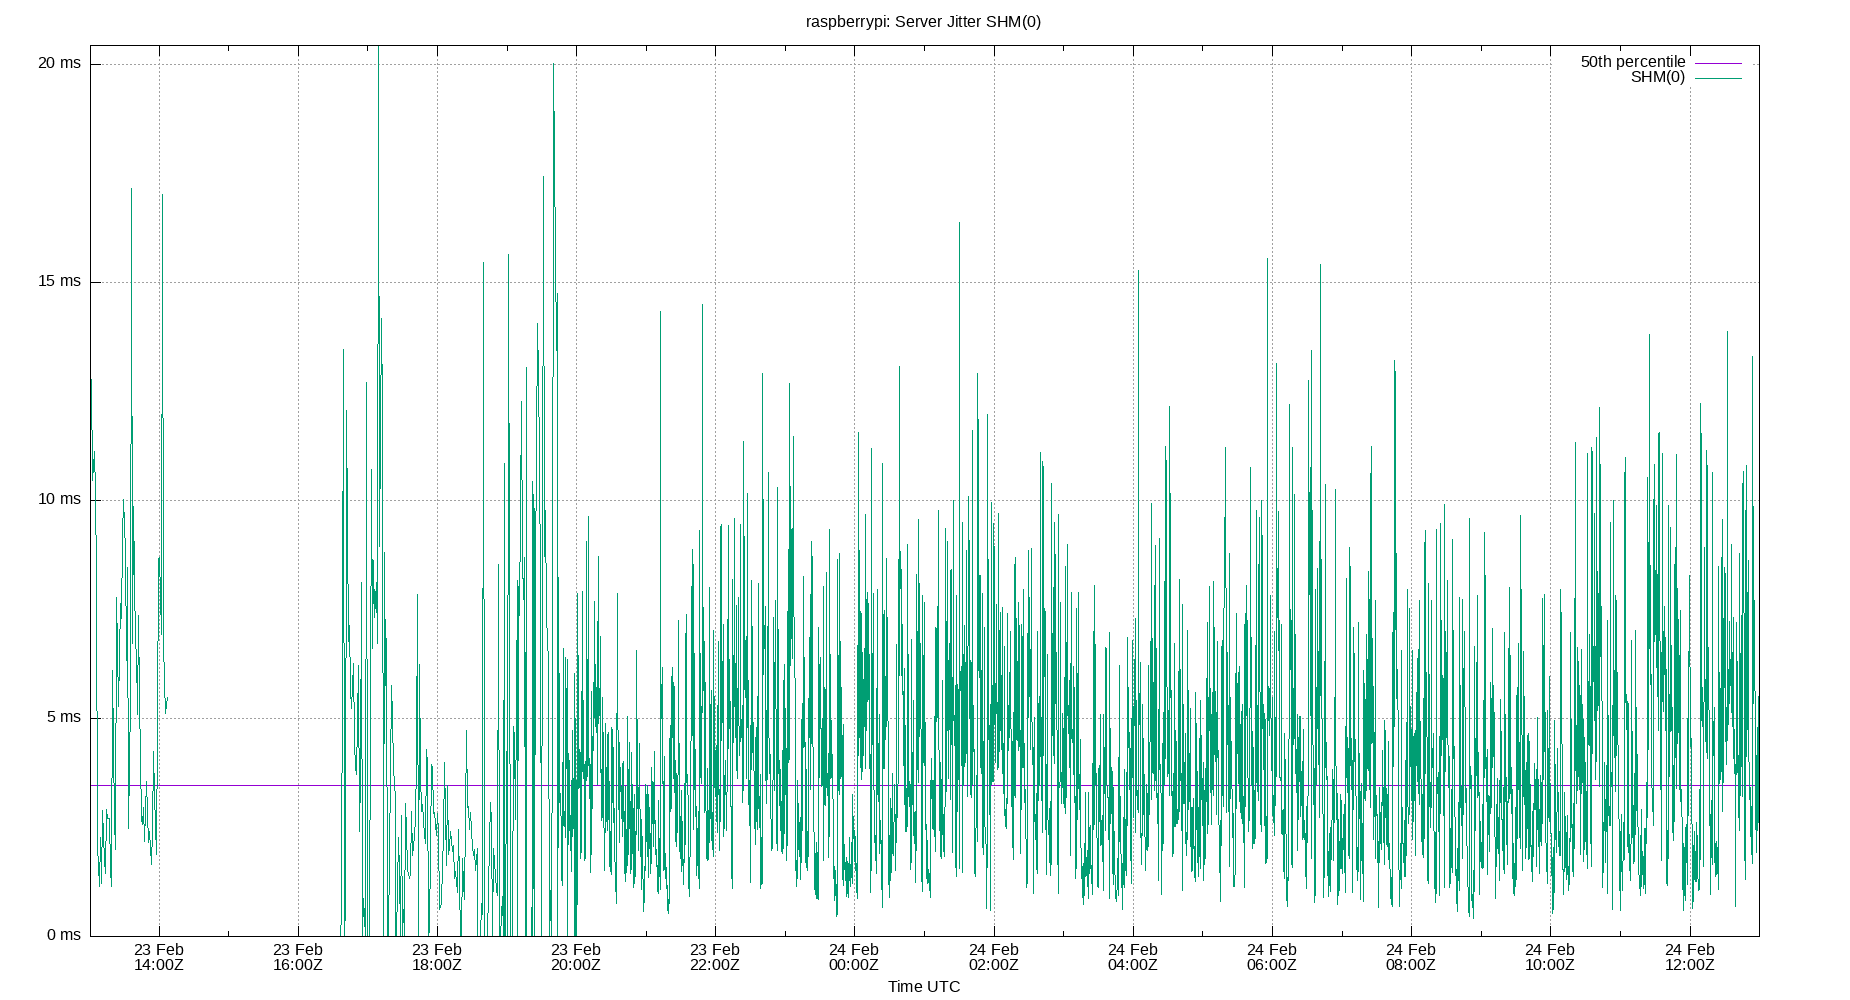 raspberrypi: Server Jitter SHM(0)
50th percentile
SHM(0)
20 ms
15 ms
10 ms
5 ms
0 ms
23 Feb 23 Feb 23 Feb 23 Feb 23 Feb 24 Feb 24 Feb 24 Feb 24 Feb 24 Feb 24 Feb 24 Feb
14:00Z 16:00Z 18:00Z 20:00Z 22:00Z 00:00Z 02:00Z 04:00Z 06:00Z 08:00Z 10:00Z 12:00Z
Time UTC